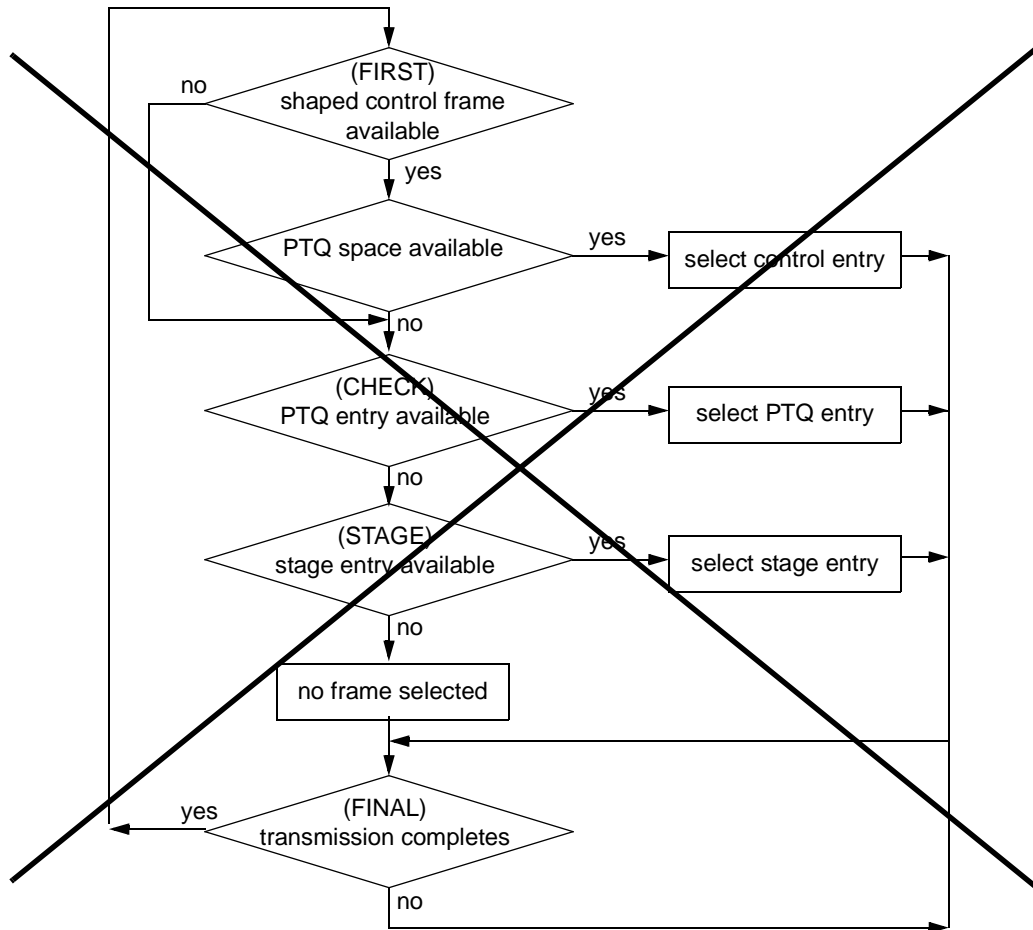 (FIRST)
no
shaped control frame
available
yes
PTQ space available
yes
select control entry
no
(CHECK)
yes
PTQ entry available
select PTQ entry
no
(STAGE)
yes
stage entry available
select stage entry
no
no frame selected
(FINAL)
yes
transmission completes
no